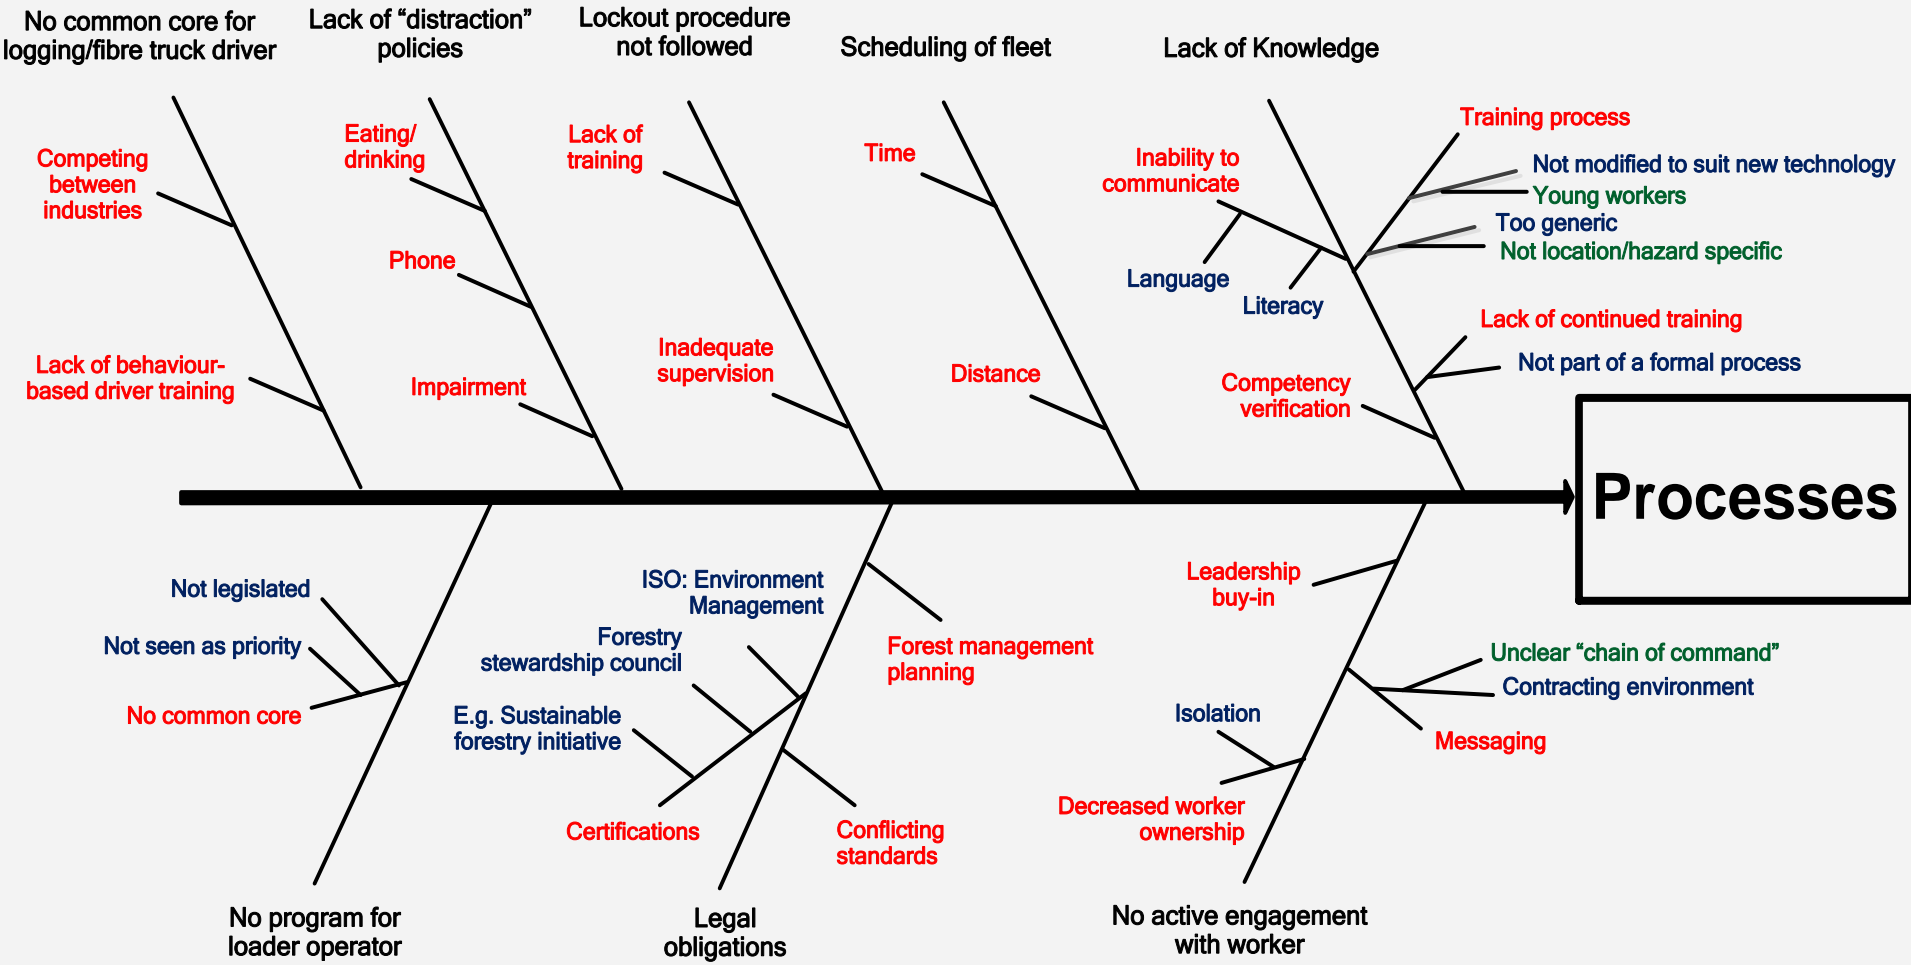 No common core for
logging/fibre truck driver
Lack of “distraction”
policies
Lockout procedure
not followed
Scheduling of fleet
Lack of Knowledge
Competing
between
industries
Lack of behaviour-
based driver training
Eating/
drinking
Phone
Impairment
Lack of
training
Inadequate
supervision
Time
Distance
Inability to
communicate
Language
Literacy
Training process
Not modified to suit new technology
Young workers
Too generic
Not location/hazard specific
Lack of continued training
Not part of a formal process
Competency
verification
Processes
Not legislated
Not seen as priority
No common core
No program for
loader operator
ISO: Environment
Management
Forestry
stewardship council
E.g. Sustainable
forestry initiative
Certifications
Forest management
planning
Conflicting
standards
Legal
obligations
Leadership
buy-in
Unclear “chain of command”
Contracting environment
Messaging
Isolation
Decreased worker
ownership
No active engagement
with worker